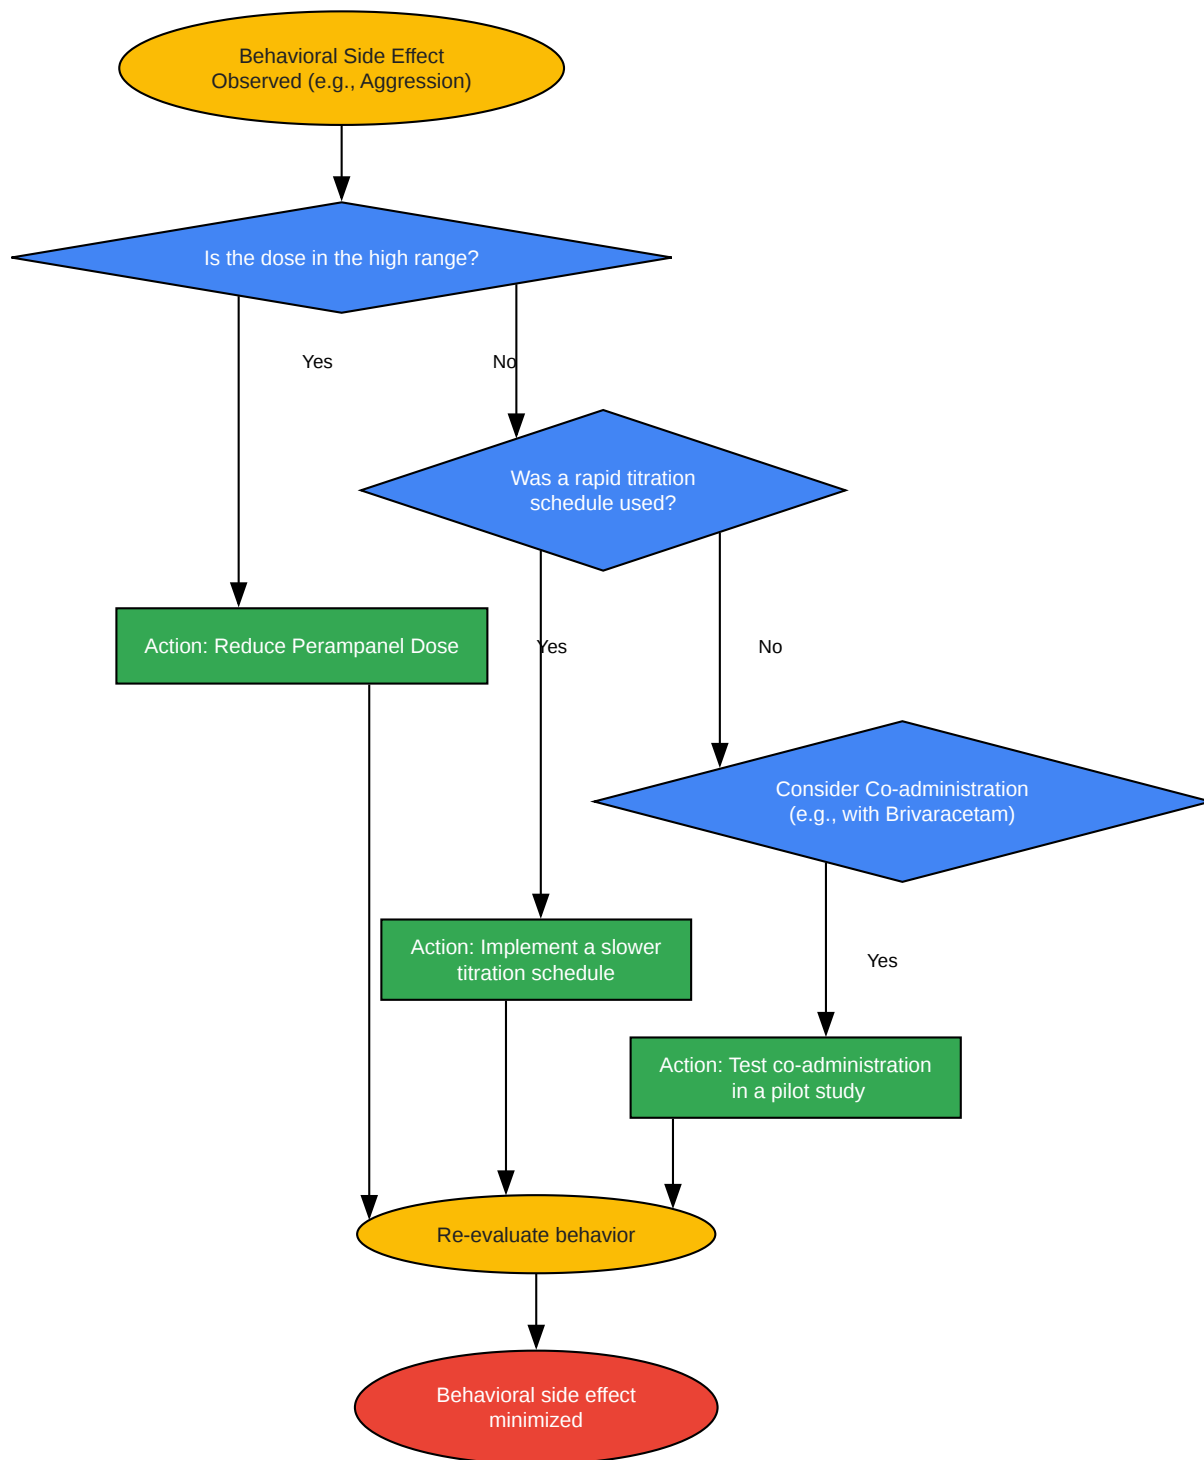 Behavioral Side Effect
Observed (e.g., Aggression)
Is the dose in the high range?
Yes
No
Was a rapid titration
schedule used?
Action: Reduce Perampanel Dose
Yes
No
Consider Co-administration
(e.g., with Brivaracetam)
Action: Implement a slower
titration schedule
Yes
Action: Test co-administration
in a pilot study
Re-evaluate behavior
Behavioral side effect
minimized